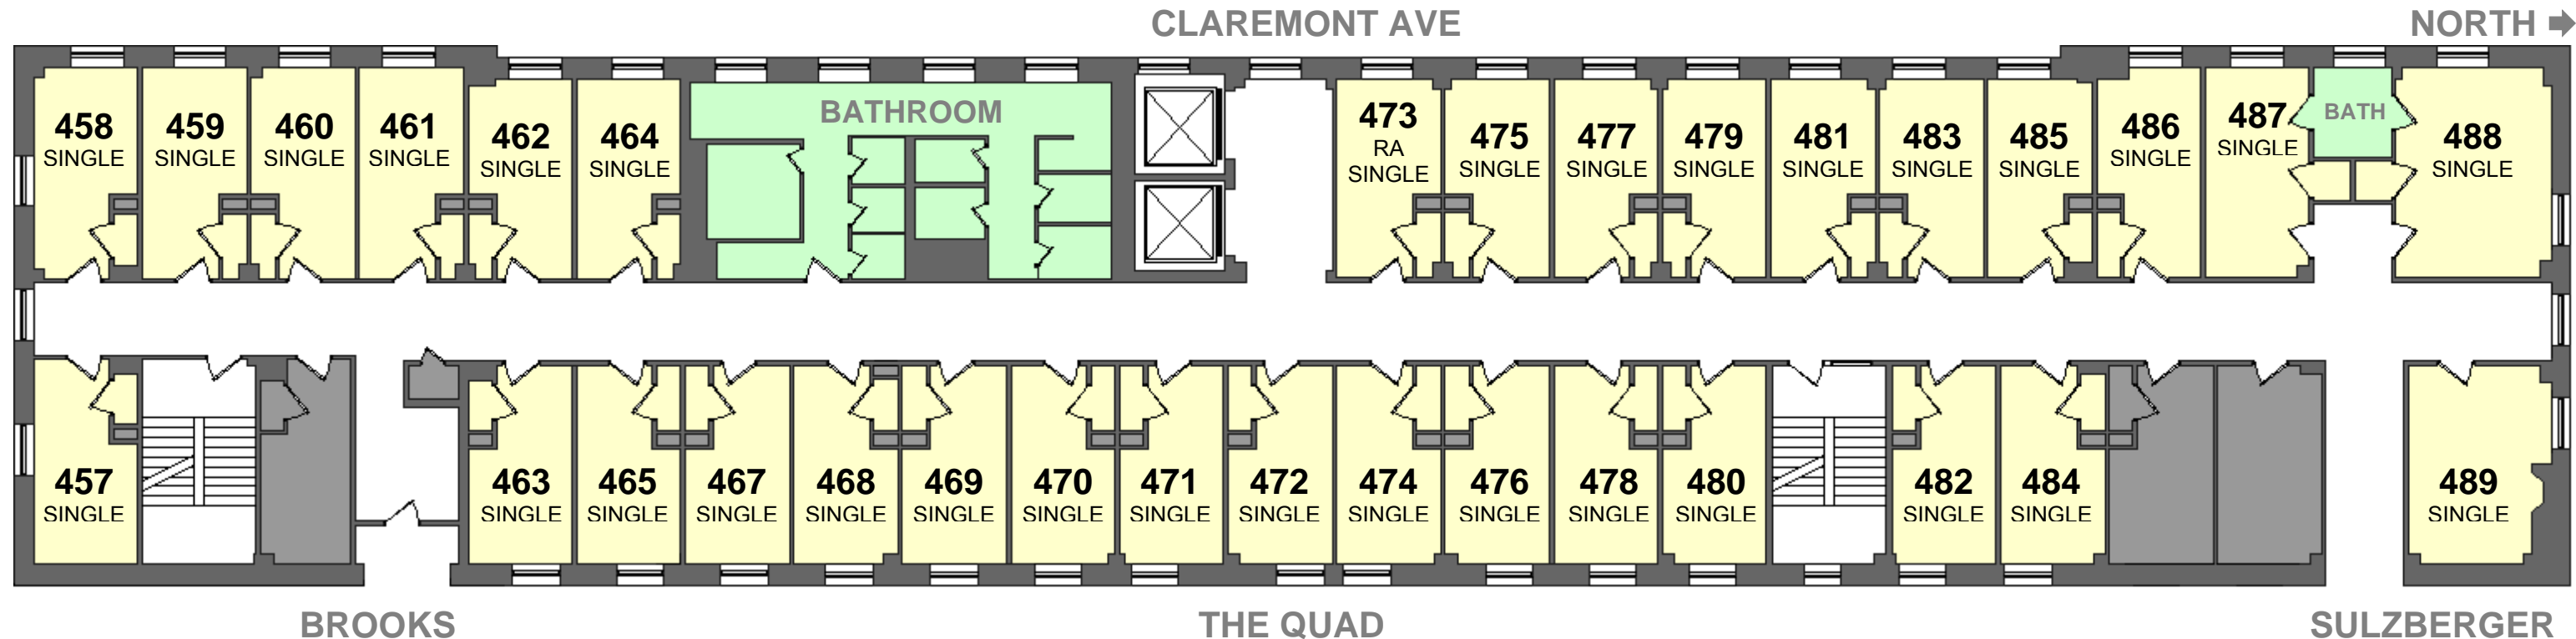 CLAREMONT AVE
NORTH
458
SINGLE
459
SINGLE
460
SINGLE
461
SINGLE
462
SINGLE
464
SINGLE
BATHROOM
473
RA
SINGLE
475
SINGLE
477
SINGLE
479
SINGLE
481
SINGLE
483
SINGLE
485
SINGLE
486
SINGLE
487
SINGLE
BATH
488
SINGLE
457
SINGLE
463
SINGLE
465
SINGLE
467
SINGLE
468
SINGLE
469
SINGLE
470
SINGLE
471
SINGLE
472
SINGLE
474
SINGLE
476
SINGLE
478
SINGLE
480
SINGLE
482
SINGLE
484
SINGLE
489
SINGLE
BROOKS
THE QUAD
SULZBERGER